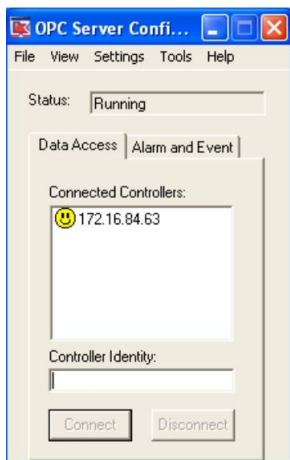 OPC Server Confi...
File View Settings Tools Help
Status: Running
Data Access Alarm and Event
Connected Controllers:
172.16.84.63
Controller Identity:
Connect Disconnect